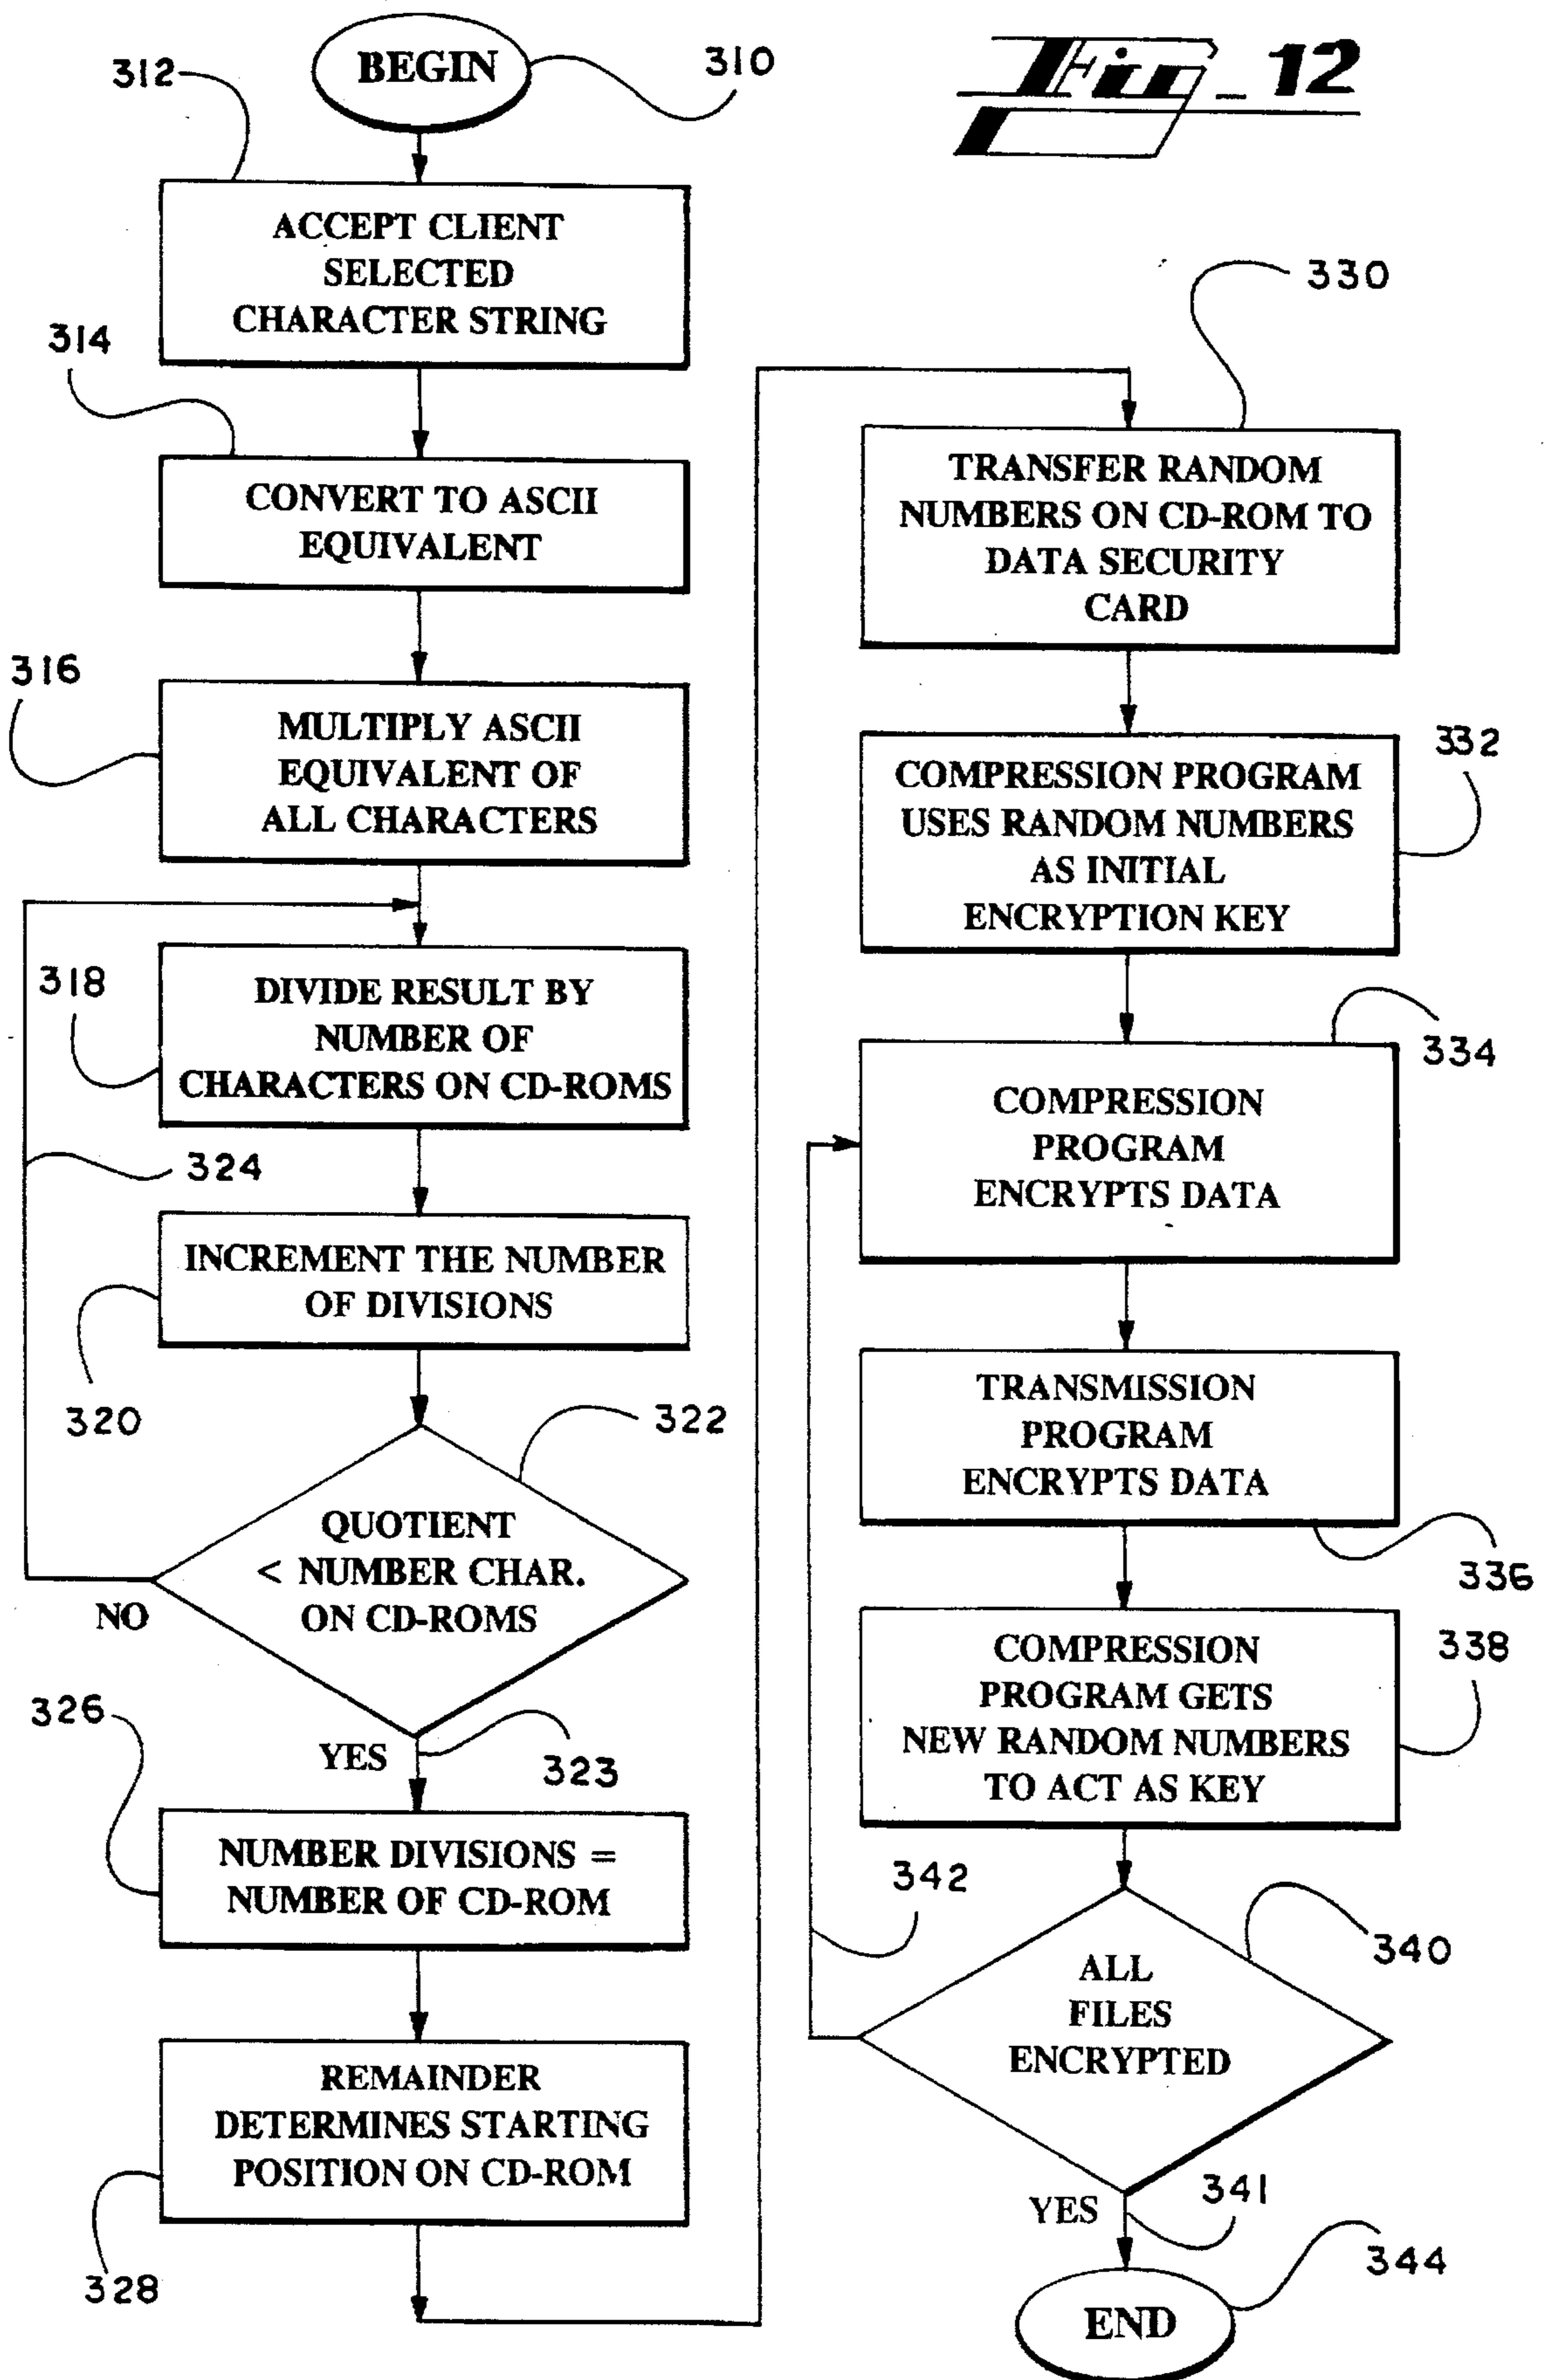 BEGIN
310
Fig_12
312
ACCEPT CLIENT
SELECTED
CHARACTER STRING
314
CONVERT TO ASCII
EQUIVALENT
316
MULTIPLY ASCII
EQUIVALENT OF
ALL CHARACTERS
318
DIVIDE RESULT BY
NUMBER OF
CHARACTERS ON CD-ROMS
324
INCREMENT THE NUMBER
OF DIVISIONS
320
322
QUOTIENT
< NUMBER CHAR.
ON CD-ROMS
NO
YES
323
326
NUMBER DIVISIONS =
NUMBER OF CD-ROM
REMAINDER
DETERMINES STARTING
POSITION ON CD-ROM
328
330
TRANSFER RANDOM
NUMBERS ON CD-ROM TO
DATA SECURITY
CARD
332
COMPRESSION PROGRAM
USES RANDOM NUMBERS
AS INITIAL
ENCRYPTION KEY
334
COMPRESSION
PROGRAM
ENCRYPTS DATA
TRANSMISSION
PROGRAM
ENCRYPTS DATA
336
COMPRESSION
PROGRAM GETS
NEW RANDOM NUMBERS
TO ACT AS KEY
338
342
340
ALL
FILES
ENCRYPTED
YES
341
END
344